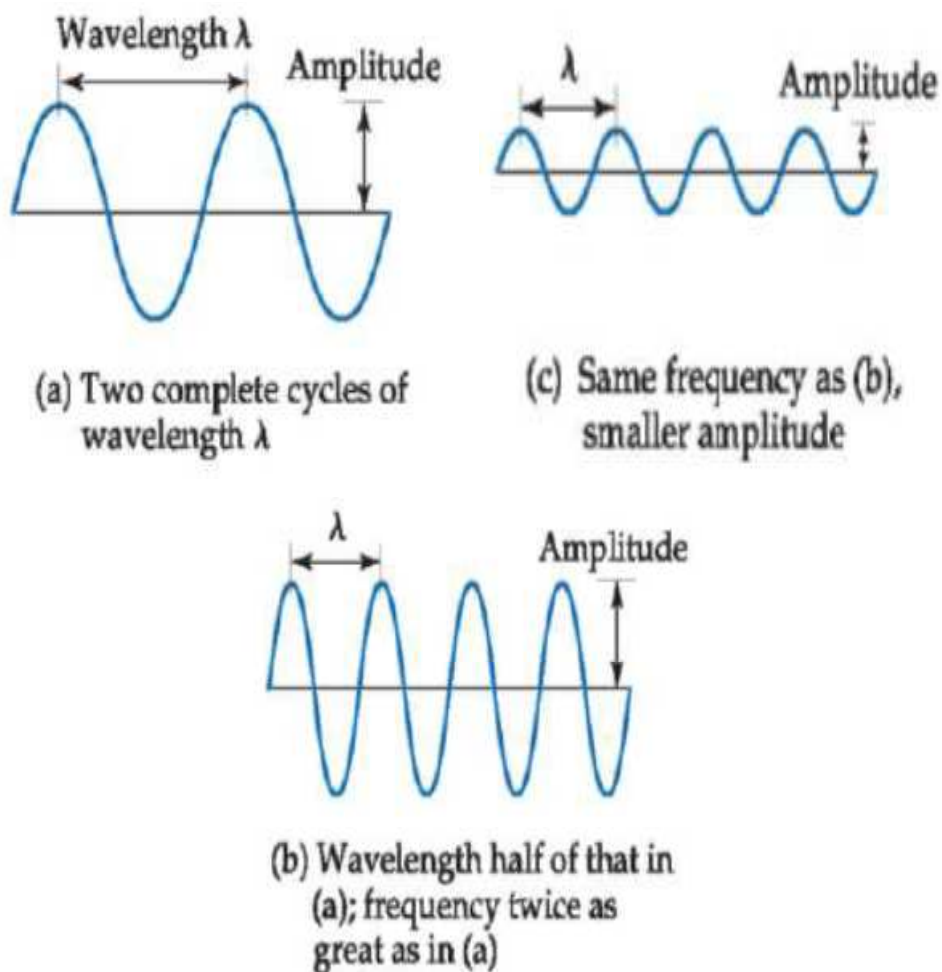 Wavelength λ
Amplitude
(a) Two complete cycles of
wavelength λ
λ
Amplitude
(c) Same frequency as (b),
smaller amplitude
λ
Amplitude
(b) Wavelength half of that in
(a); frequency twice as
great as in (a)